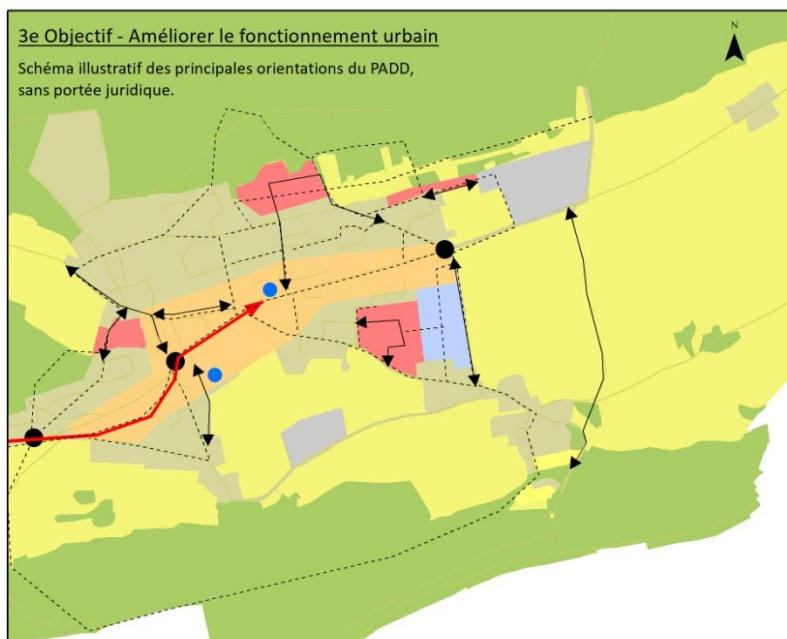 3e Objectif - Améliorer le fonctionnement urbain
Schéma illustratif des principales orientations du PADD,
sans portée juridique.
N